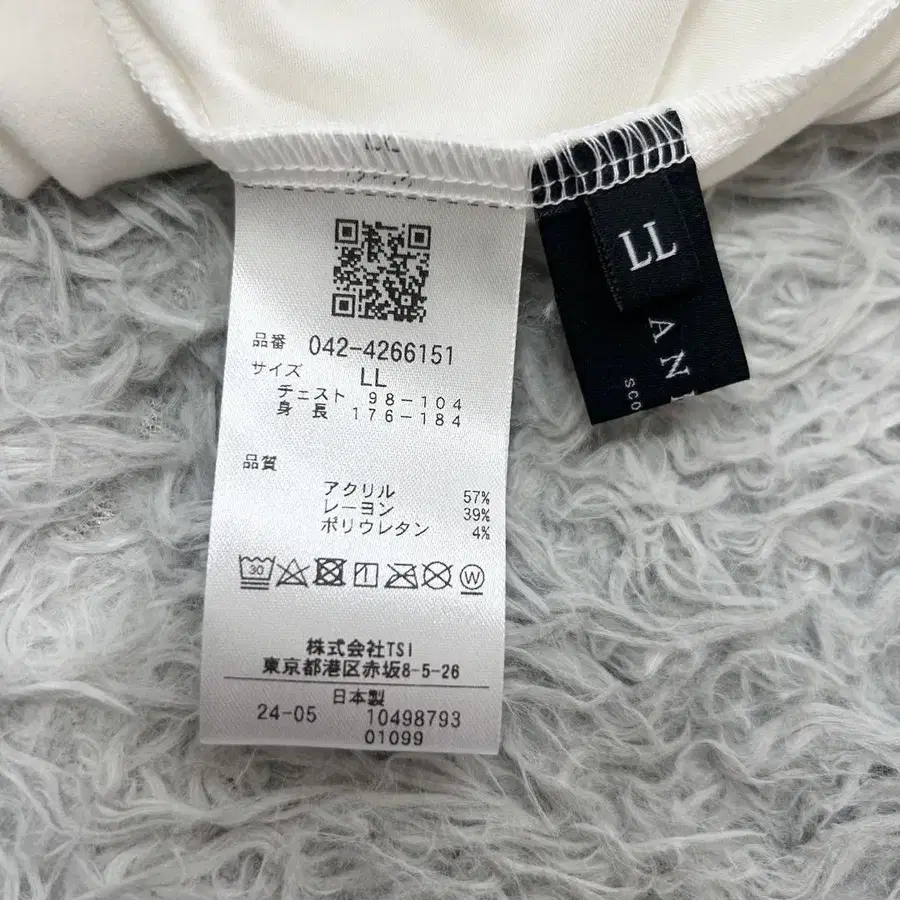 品番 042-4266151
サイズ LL
チェスト 98-104
身長 176-184
品質
アクリル 57%
レーヨン 39%
ポリウレタン 4%
30
W
株式会社TSI
東京都港区赤坂8-5-26
日本製
24-05 10498793
01099
LL
AN
SCO